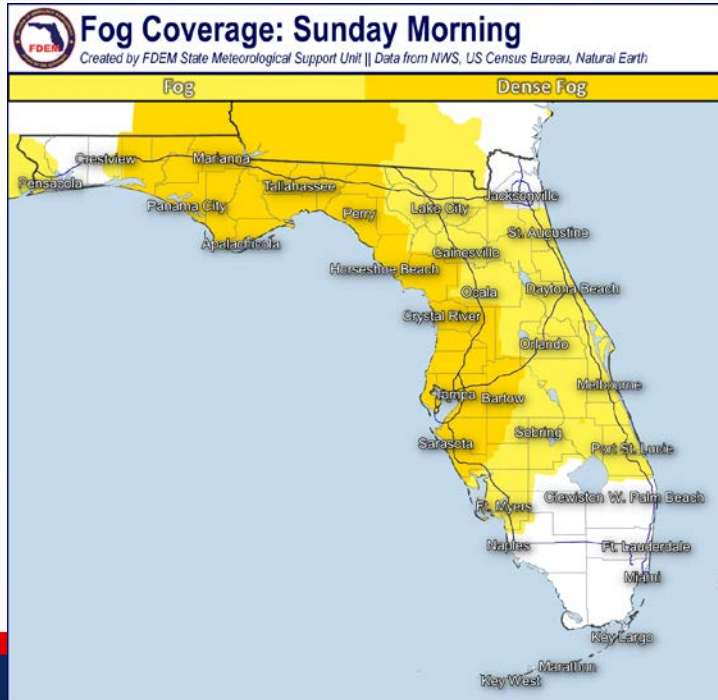 Fog Coverage: Sunday Morning
Created by FDEM State Meteorological Support Unit || Data from NWS, US Census Bureau, Natural Earth
FDEM
Fog
Dense Fog
Crestview
Marianna
Pensacola
Tallahassee
Panama City
Perry
Lake City
Jacksonville
Apalachicola
St. Augustine
Gainesville
Horseshoe Beach
Ocala
Daytona Beach
Crystal River
Orlando
Melbourne
Tampa
Bartow
Sebring
Sarasota
Port St. Lucie
Clewiston
W. Palm Beach
Ft. Myers
Naples
Ft. Lauderdale
Miami
Key Largo
Marathon
Key West